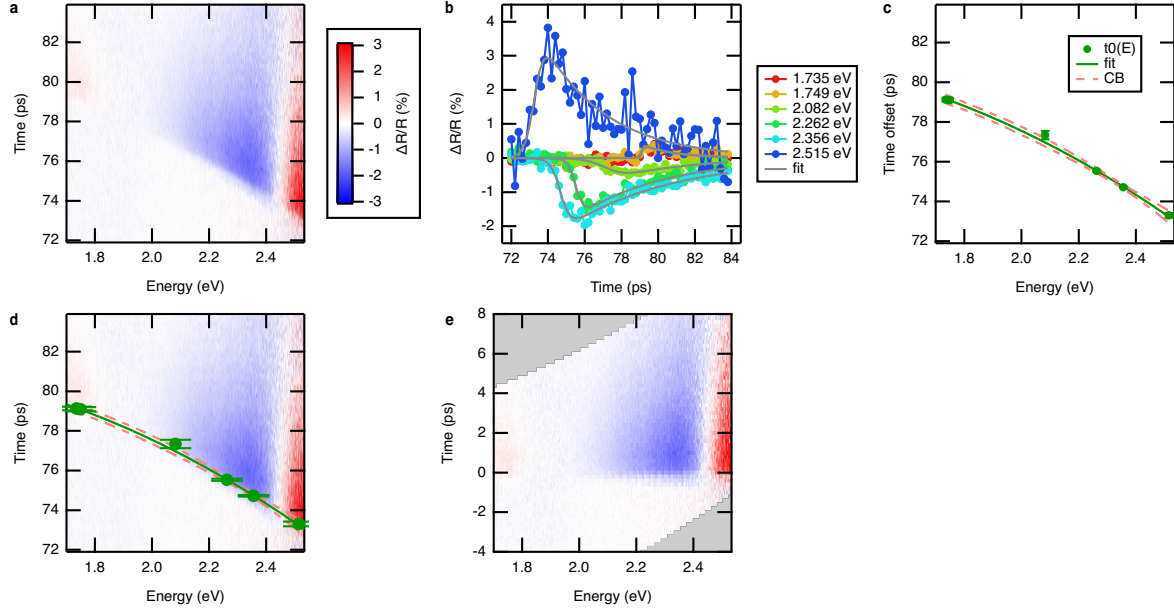 a
Time (ps)
82
80
78
76
74
72
1.8
2.0
2.2
2.4
Energy (eV)
3
2
1
0
-1
-2
-3
ΔR/R (%)
b
ΔR/R (%)
4
3
2
1
0
-1
-2
72
74
76
78
80
82
84
Time (ps)
1.735 eV
1.749 eV
2.082 eV
2.262 eV
2.356 eV
2.515 eV
fit
c
Time offset (ps)
82
80
78
76
74
72
1.8
2.0
2.2
2.4
Energy (eV)
t0(E)
fit
CB
d
Time (ps)
82
80
78
76
74
72
1.8
2.0
2.2
2.4
Energy (eV)
e
Time (ps)
8
6
4
2
0
-2
-4
1.8
2.0
2.2
2.4
Energy (eV)